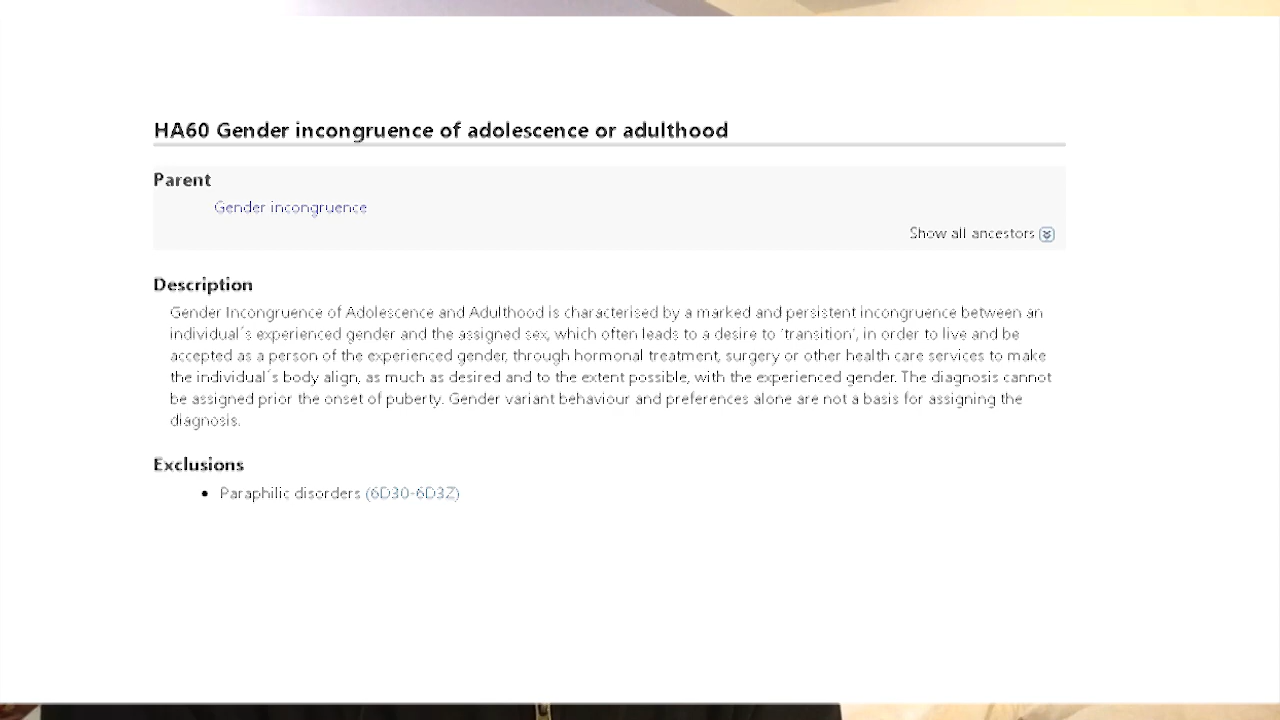 HA60 Gender incongruence of adolescence or adulthood
Parent
Gender incongruence
Show all ancestors
Description
Gender Incongruence of Adolescence and Adulthood is characterised by a marked and persistent incongruence between an
individual´s experienced gender and the assigned sex, which often leads to a desire to ‘transition’, in order to live and be
accepted as a person of the experienced gender, through hormonal treatment, surgery or other health care services to make
the individual´s body align, as much as desired and to the extent possible, with the experienced gender. The diagnosis cannot
be assigned prior the onset of puberty. Gender variant behaviour and preferences alone are not a basis for assigning the
diagnosis.
Exclusions
• Paraphilic disorders (6D30-6D3Z)